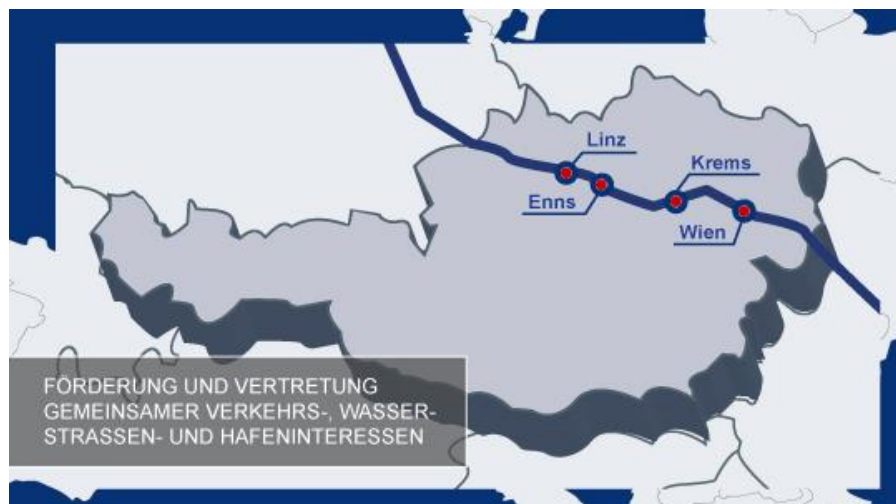 Linz
Krems
Enns
Wien
FÖRDERUNG UND VERTRETUNG
GEMEINSAMER VERKEHRS-, WASSER-
STRASSEN- UND HAFENINTERESSEN